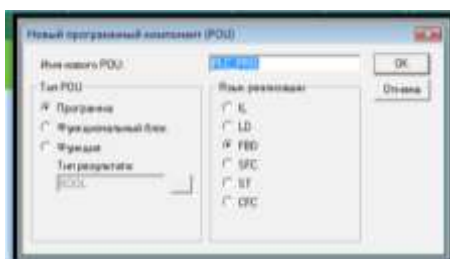 Новый программный компонент (POU)
Имя нового POU: PLC_PRG OK
Тип POU Язык реализации Отмена
Программа IL
Функциональный блок LD
Функция FBD
Тип результата: SFC
BOOL ST
CFC